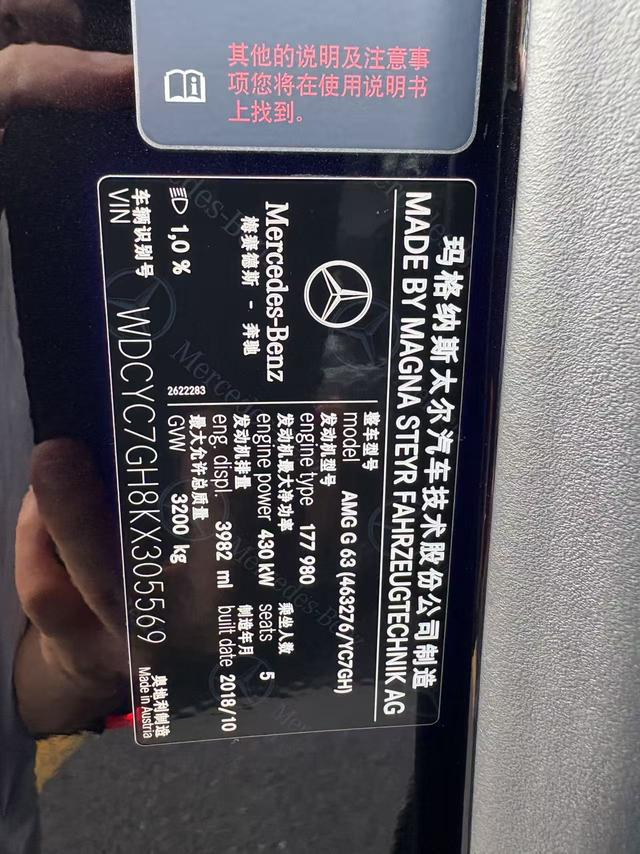 其他的说明及注意事
项您将在使用说明书
上找到。
玛格纳斯太尔汽车技术股份公司制造
MADE BY MAGNA STEYR FAHRZEUGTECHNIK AG
Mercedes-Benz
梅赛德斯 - 奔驰
1,0 %
2622283
整车型号
model AMG G 63 (463276/YC7GH)
发动机型号
engine type 177 980
发动机最大净功率 乘坐人数
engine power 430 kW seats 5
发动机排量 制造年月
eng. displ. 3982 ml built date 2018/10
最大允许总质量
GVW 3200 kg
车辆识别号
VIN WDCYC7GH8KX305569
奥地利制造
Made in Austria